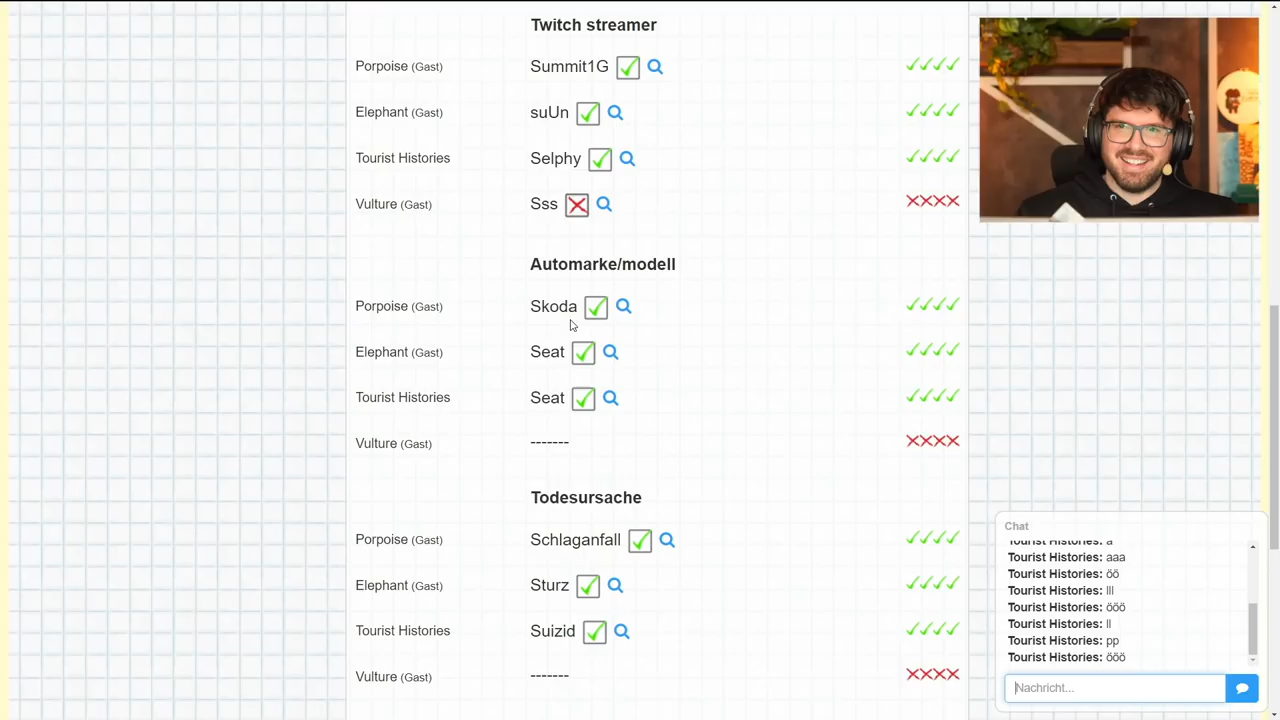 Twitch streamer
Porpoise (Gast) Summit1G
Elephant (Gast) suUn
Tourist Histories Selphy
Vulture (Gast) Sss
Automarke/modell
Porpoise (Gast) Skoda
Elephant (Gast) Seat
Tourist Histories Seat
Vulture (Gast) -------
Todesursache
Porpoise (Gast) Schlaganfall
Elephant (Gast) Sturz
Tourist Histories Suizid
Vulture (Gast) -------
Chat
Tourist Histories: a
Tourist Histories: aaa
Tourist Histories: öö
Tourist Histories: lll
Tourist Histories: ööö
Tourist Histories: ll
Tourist Histories: pp
Tourist Histories: ööö
Nachricht...